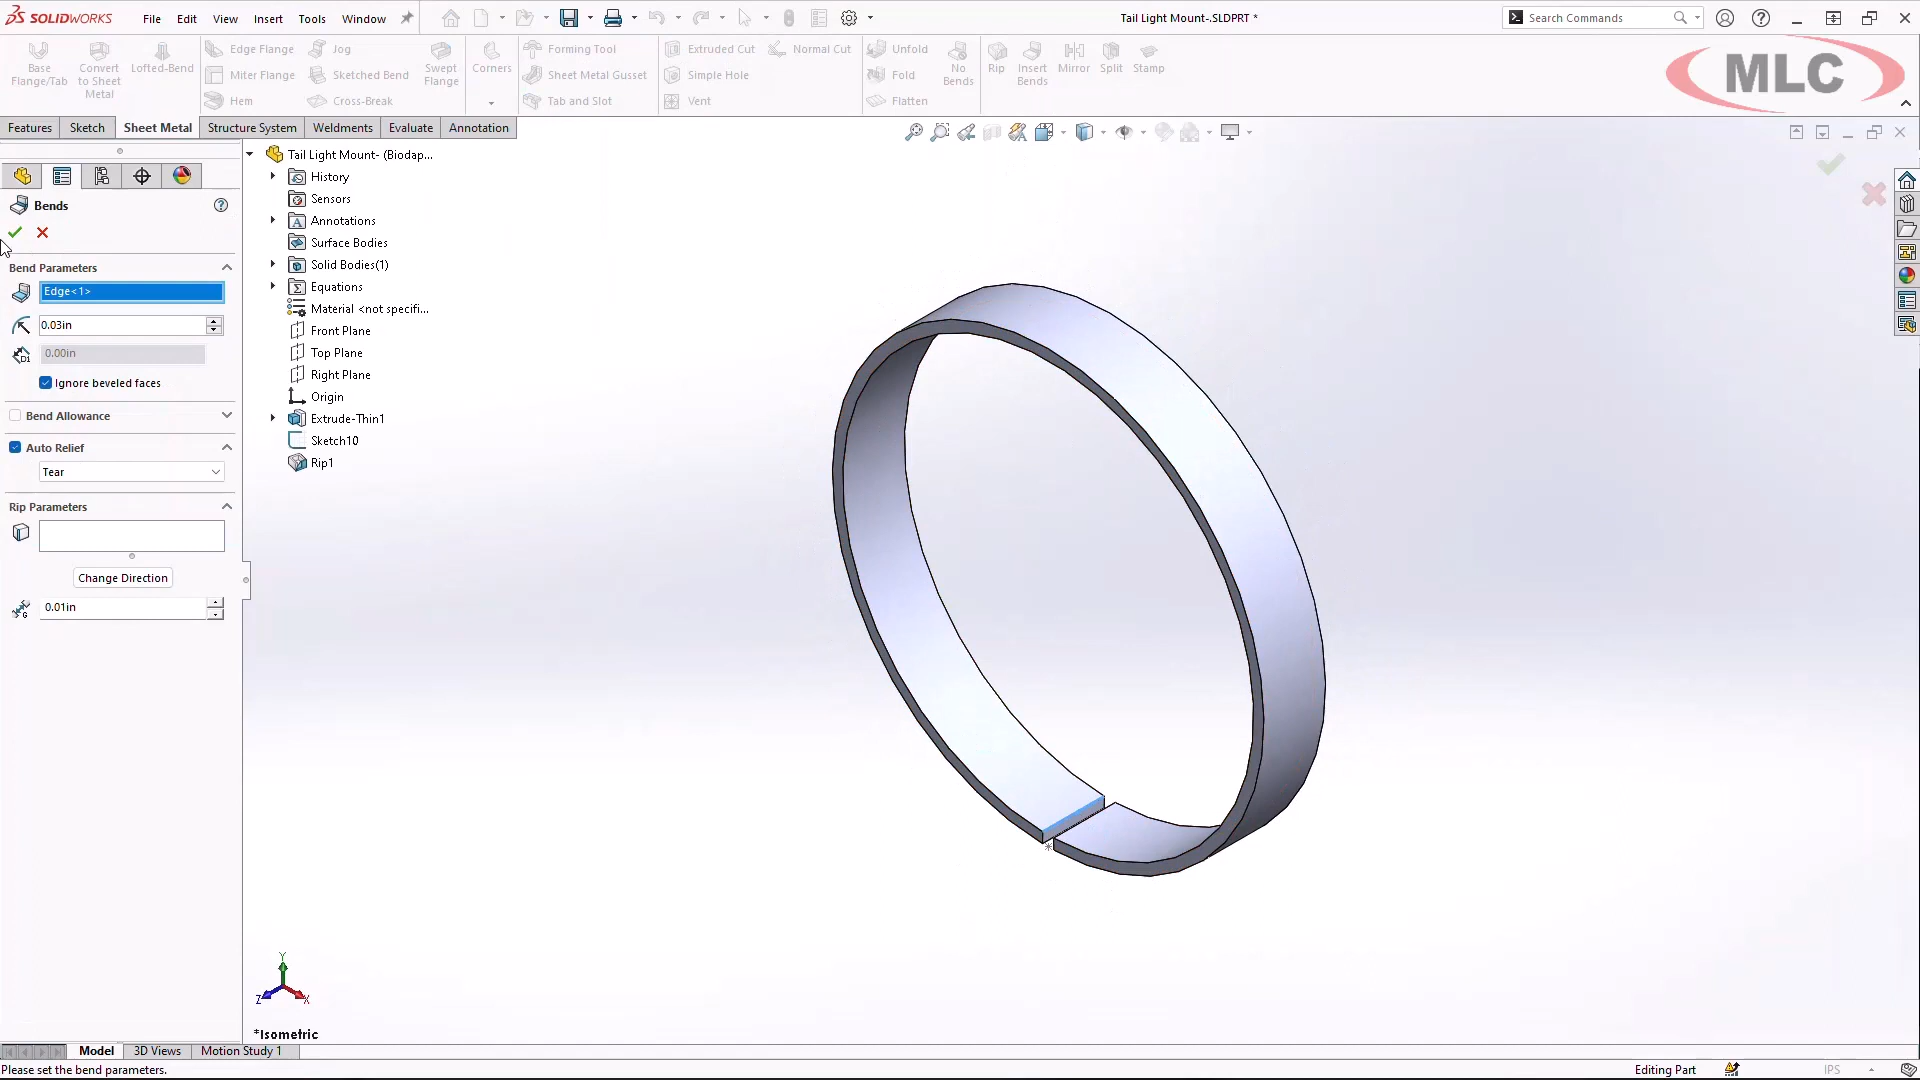 SOLIDWORKS File Edit View Insert Tools Window Tail Light Mount-.SLDPRT * Search Commands
Base Flange/Tab
Convert to Sheet Metal
Lofted-Bend
Edge Flange
Miter Flange
Hem
Jog
Sketched Bend
Cross-Break
Swept Flange
Corners
Forming Tool
Sheet Metal Gusset
Tab and Slot
Extruded Cut
Simple Hole
Vent
Normal Cut
Unfold
Fold
Flatten
No Bends
Rip
Insert Bends
Mirror
Split
Stamp
MLC
Features Sketch Sheet Metal Structure System Weldments Evaluate Annotation
Bends
Bend Parameters
Edge<1>
0.03in
0.00in
Ignore beveled faces
Bend Allowance
Auto Relief
Tear
Rip Parameters
Change Direction
0.01in
Tail Light Mount- (Biodap...
History
Sensors
Annotations
Surface Bodies
Solid Bodies(1)
Equations
Material <not specifi...
Front Plane
Top Plane
Right Plane
Origin
Extrude-Thin1
Sketch10
Rip1
Y
Z X
*Isometric
Model 3D Views Motion Study 1
Please set the bend parameters. Editing Part IPS